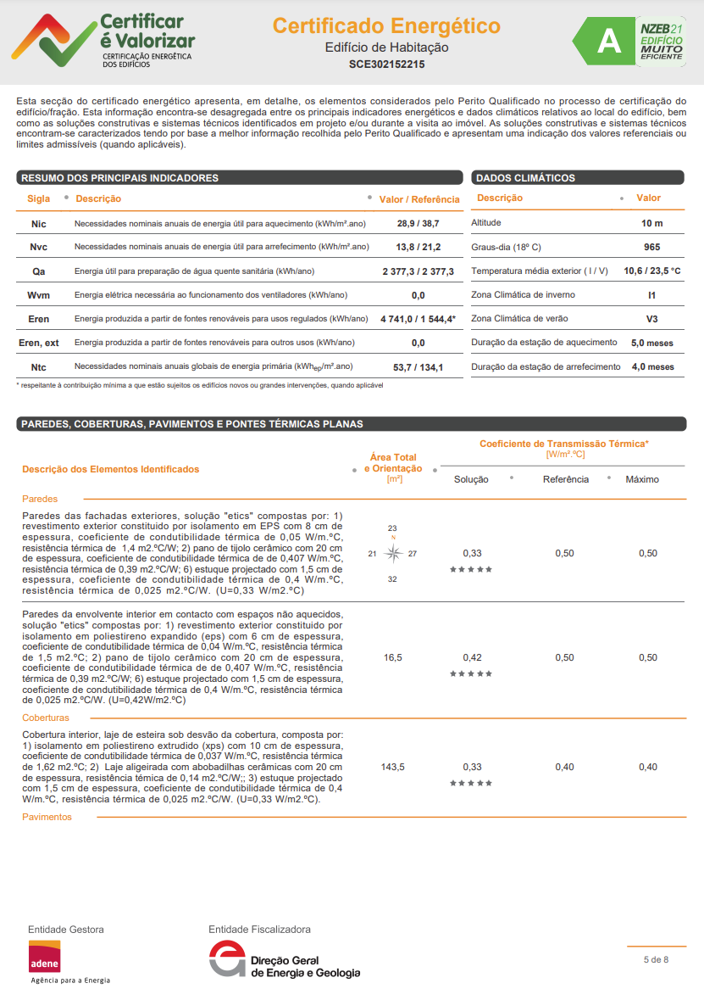 Certificar
é Valorizar
CERTIFICAÇÃO ENERGÉTICA
DOS EDIFÍCIOS
Certificado Energético
Edifício de Habitação
SCE302152215
A
NZEB21
EDIFÍCIO
MUITO
EFICIENTE
Esta secção do certificado energético apresenta, em detalhe, os elementos considerados pelo Perito Qualificado no processo de certificação do
edifício/fração. Esta informação encontra-se desagregada entre os principais indicadores energéticos e dados climáticos relativos ao local do edifício, bem
como as soluções construtivas e sistemas técnicos identificados em projeto e/ou durante a visita ao imóvel. As soluções construtivas e sistemas técnicos
encontram-se caracterizados tendo por base a melhor informação recolhida pelo Perito Qualificado e apresentam uma indicação dos valores referenciais ou
limites admissíveis (quando aplicáveis).
RESUMO DOS PRINCIPAIS INDICADORES
Sigla • Descrição • Valor / Referência
Nic Necessidades nominais anuais de energia útil para aquecimento (kWh/m².ano) 28,9 / 38,7
Nvc Necessidades nominais anuais de energia útil para arrefecimento (kWh/m².ano) 13,8 / 21,2
Qa Energia útil para preparação de água quente sanitária (kWh/ano) 2 377,3 / 2 377,3
Wvm Energia elétrica necessária ao funcionamento dos ventiladores (kWh/ano) 0,0
Eren Energia produzida a partir de fontes renováveis para usos regulados (kWh/ano) 4 741,0 / 1 544,4*
Eren, ext Energia produzida a partir de fontes renováveis para outros usos (kWh/ano) 0,0
Ntc Necessidades nominais anuais globais de energia primária (kWhep/m².ano) 53,7 / 134,1
* respeitante à contribuição mínima a que estão sujeitos os edifícios novos ou grandes intervenções, quando aplicável
DADOS CLIMÁTICOS
Descrição • Valor
Altitude 10 m
Graus-dia (18º C) 965
Temperatura média exterior ( I / V) 10,6 / 23,5 °C
Zona Climática de inverno I1
Zona Climática de verão V3
Duração da estação de aquecimento 5,0 meses
Duração da estação de arrefecimento 4,0 meses
PAREDES, COBERTURAS, PAVIMENTOS E PONTES TÉRMICAS PLANAS
Descrição dos Elementos Identificados
Área Total
e Orientação
[m²]
Coeficiente de Transmissão Térmica*
[W/m².ºC]
Solução • Referência • Máximo
Paredes
Paredes das fachadas exteriores, solução "etics" compostas por: 1)
revestimento exterior constituido por isolamento em EPS com 8 cm de
espessura, coeficiente de condutibilidade térmica de 0,05 W/m.ºC,
resistência térmica de 1,4 m2.ºC/W; 2) pano de tijolo cerâmico com 20 cm
de espessura, coeficiente de condutibilidade térmica de de 0,407 W/m.ºC,
resistência térmica de 0,39 m2.ºC/W; 6) estuque projectado com 1,5 cm de
espessura, coeficiente de condutibilidade térmica de 0,4 W/m.ºC,
resistência térmica de 0,025 m2.ºC/W. (U=0,33 W/m2.ºC)
23
N
21 27
32
0,33 0,50 0,50
★★★★★
Paredes da envolvente interior em contacto com espaços não aquecidos,
solução "etics" compostas por: 1) revestimento exterior constituido por
isolamento em poliestireno expandido (eps) com 6 cm de espessura,
coeficiente de condutibilidade térmica de 0,04 W/m.ºC, resistência térmica
de 1,5 m2.ºC; 2) pano de tijolo cerâmico com 20 cm de espessura,
coeficiente de condutibilidade térmica de de 0,407 W/m.ºC, resistência
térmica de 0,39 m2.ºC/W; 6) estuque projectado com 1,5 cm de espessura,
coeficiente de condutibilidade térmica de 0,4 W/m.ºC, resistência térmica
de 0,025 m2.ºC/W. (U=0,42W/m2.ºC)
16,5 0,42 0,50 0,50
★★★★★
Coberturas
Cobertura interior, laje de esteira sob desvão da cobertura, composta por:
1) isolamento em poliestireno extrudido (xps) com 10 cm de espessura,
coeficiente de condutibilidade térmica de 0,037 W/m.ºC, resistência térmica
de 1,62 m2.ºC; 2) Laje aligeirada com abobadilhas cerâmicas com 20 cm
de espessura, resistência témica de 0,14 m2.ºC/W;; 3) estuque projectado
com 1,5 cm de espessura, coeficiente de condutibilidade térmica de 0,4
W/m.ºC, resistência térmica de 0,025 m2.ºC/W. (U=0,33 W/m2.ºC).
143,5 0,33 0,40 0,40
★★★★★
Pavimentos
Entidade Gestora
adene
Agência para a Energia
Entidade Fiscalizadora
Direção Geral
de Energia e Geologia
5 de 8